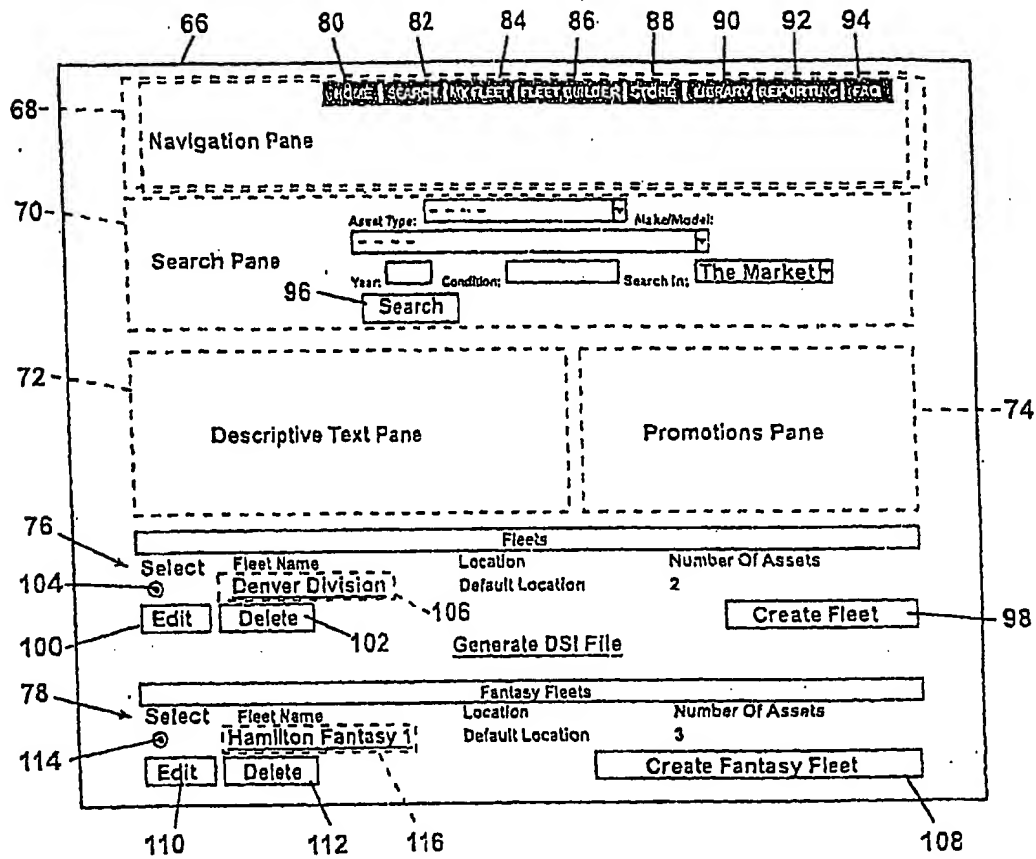 66 80 82 84 86 88 90 92 94
HOME SEARCH MY FLEET FLEET BUILDER STORE LIBRARY REPORTING FAQ
68
Navigation Pane
70
Asset Type: - - - - Make/Model:
- - - -
Search Pane
Year: Condition: Search In: The Market
96 Search
72
Descriptive Text Pane
Promotions Pane
74
76
Fleets
Select Fleet Name Location Number Of Assets
104 Denver Division Default Location 2
106
Edit Delete Create Fleet 98
100 102
Generate DSI File
78
Fantasy Fleets
Select Fleet Name Location Number Of Assets
Hamilton Fantasy 1 Default Location 3
114
Edit Delete Create Fantasy Fleet
110 112 116 108